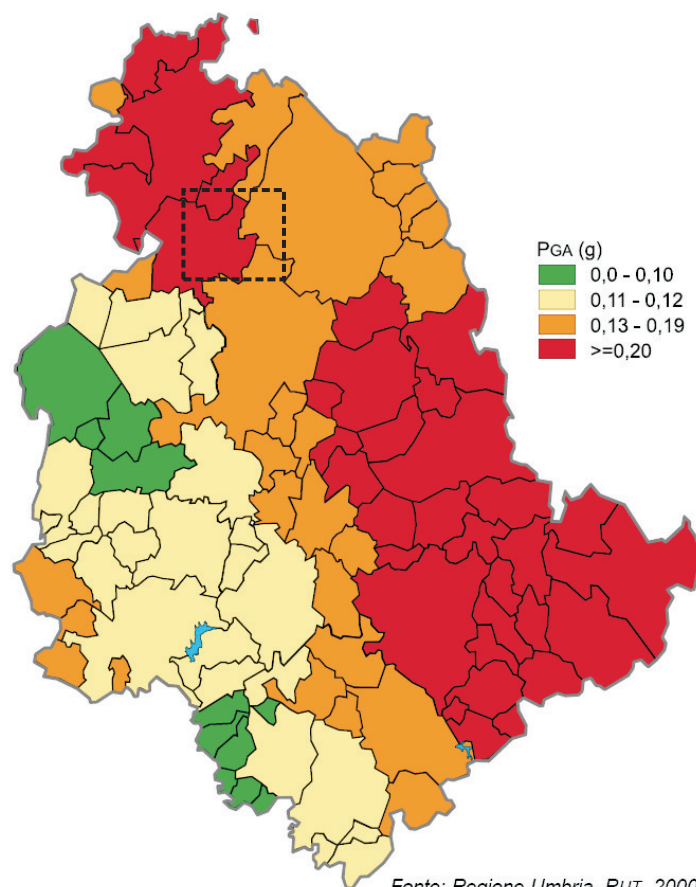 PGA (g)
0,0 - 0,10
0,11 - 0,12
0,13 - 0,19
>=0,20
Fonte: Regione Umbria, PUT, 2000